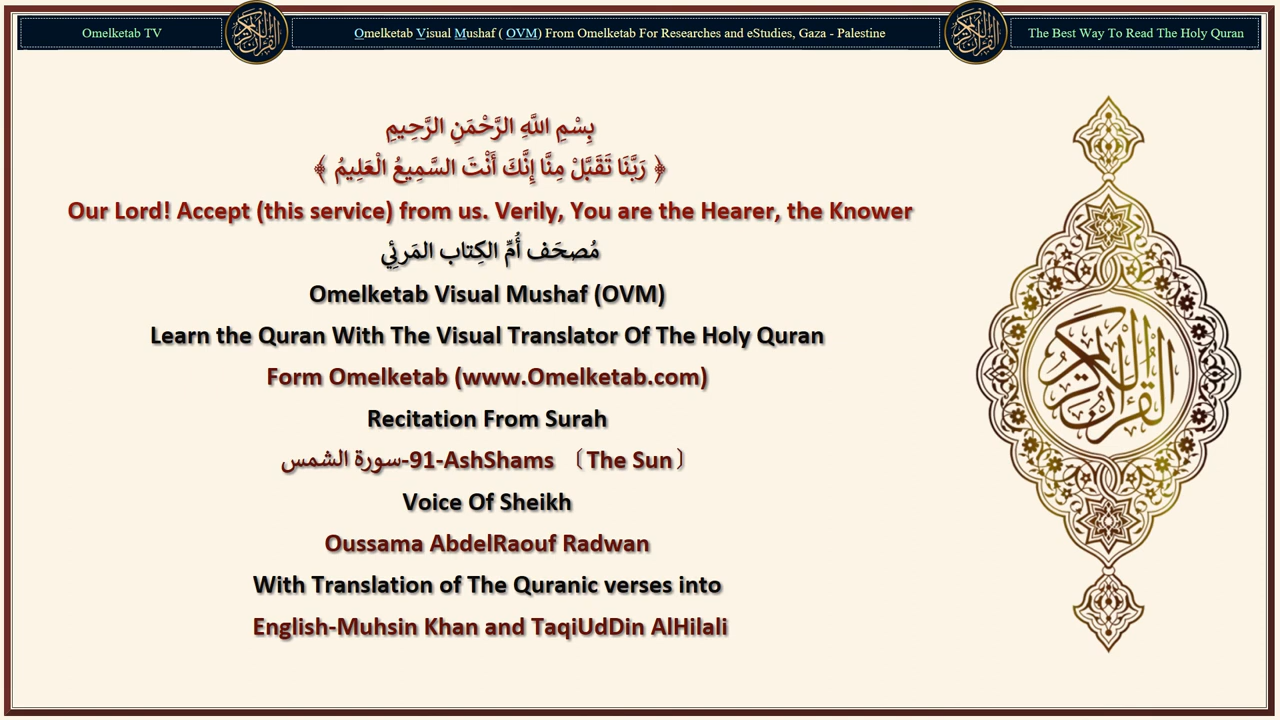 Omelketab TV
Omelketab Visual Mushaf ( OVM) From Omelketab For Researches and eStudies, Gaza - Palestine
The Best Way To Read The Holy Quran
بِسْمِ اللَّهِ الرَّحْمَنِ الرَّحِيمِ
﴿ رَبَّنَا تَقَبَّلْ مِنَّا إِنَّكَ أَنْتَ السَّمِيعُ الْعَلِيمُ ﴾
Our Lord! Accept (this service) from us. Verily, You are the Hearer, the Knower
مُصحَف أُمِّ الكِتاب المَرئِي
Omelketab Visual Mushaf (OVM)
Learn the Quran With The Visual Translator Of The Holy Quran
Form Omelketab (www.Omelketab.com)
Recitation From Surah
سورة الشمس-91-AshShams （The Sun）
Voice Of Sheikh
Oussama AbdelRaouf Radwan
With Translation of The Quranic verses into
English-Muhsin Khan and TaqiUdDin AlHilali
القرآن الكريم